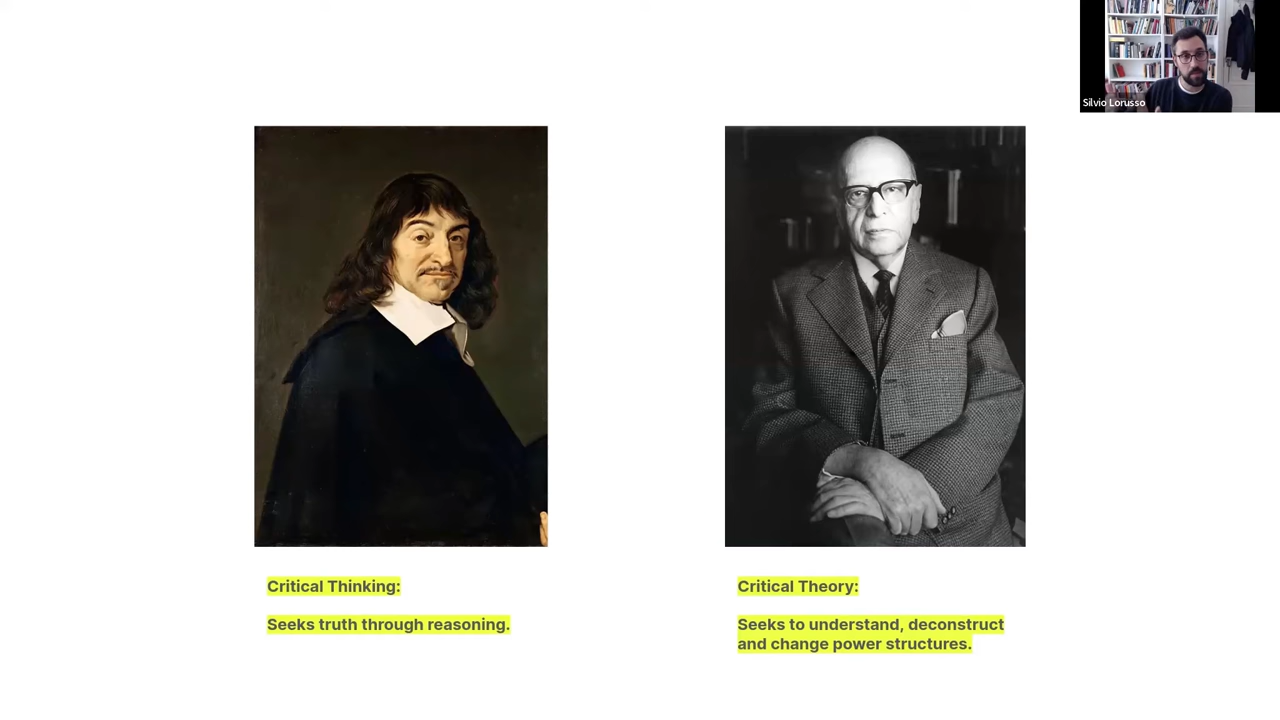 Silvio Lorusso
Critical Thinking:
Seeks truth through reasoning.
Critical Theory:
Seeks to understand, deconstruct
and change power structures.